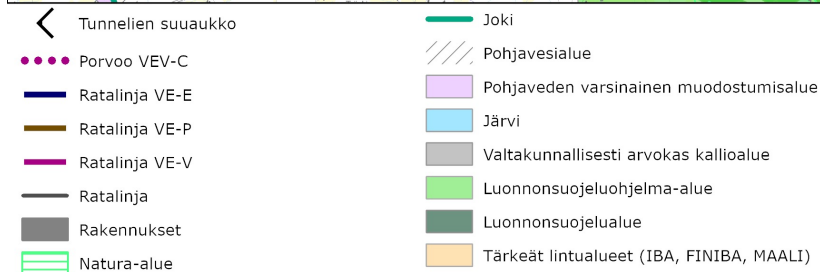 Tunnelien suuaukko
Porvoo VEV-C
Ratalinja VE-E
Ratalinja VE-P
Ratalinja VE-V
Ratalinja
Rakennukset
Natura-alue
Joki
Pohjavesialue
Pohjaveden varsinainen muodostumisalue
Järvi
Valtakunnallisesti arvokas kallioalue
Luonnonsuojeluohjelma-alue
Luonnonsuojelualue
Tärkeät lintualueet (IBA, FINIBA, MAALI)